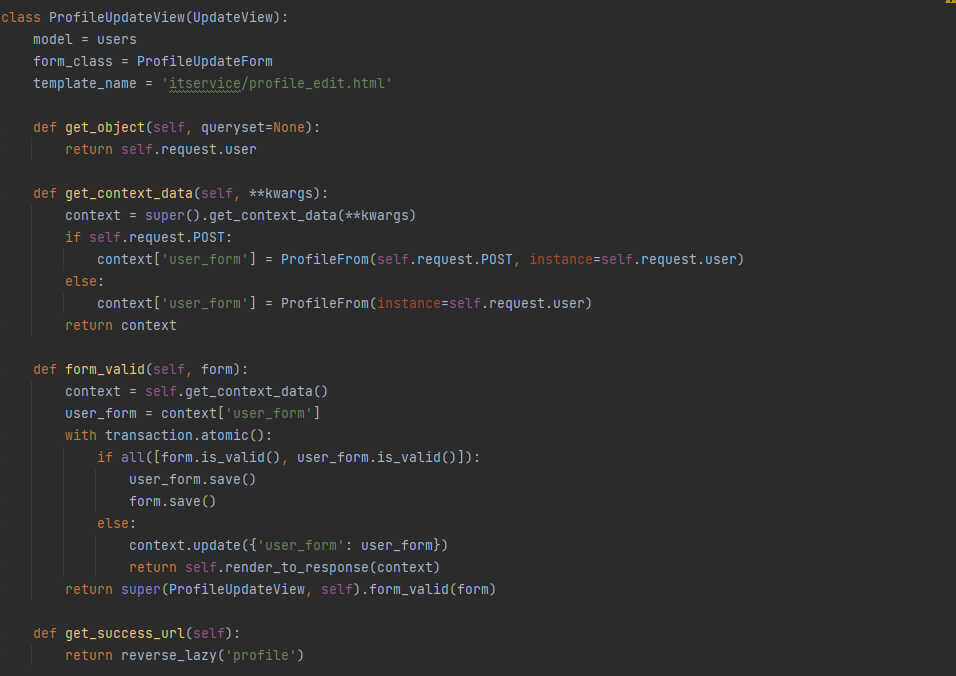 class ProfileUpdateView(UpdateView):
    model = users
    form_class = ProfileUpdateForm
    template_name = 'itservice/profile_edit.html'

    def get_object(self, queryset=None):
        return self.request.user

    def get_context_data(self, **kwargs):
        context = super().get_context_data(**kwargs)
        if self.request.POST:
            context['user_form'] = ProfileFrom(self.request.POST, instance=self.request.user)
        else:
            context['user_form'] = ProfileFrom(instance=self.request.user)
        return context

    def form_valid(self, form):
        context = self.get_context_data()
        user_form = context['user_form']
        with transaction.atomic():
            if all([form.is_valid(), user_form.is_valid()]):
                user_form.save()
                form.save()
            else:
                context.update({'user_form': user_form})
                return self.render_to_response(context)
        return super(ProfileUpdateView, self).form_valid(form)

    def get_success_url(self):
        return reverse_lazy('profile')